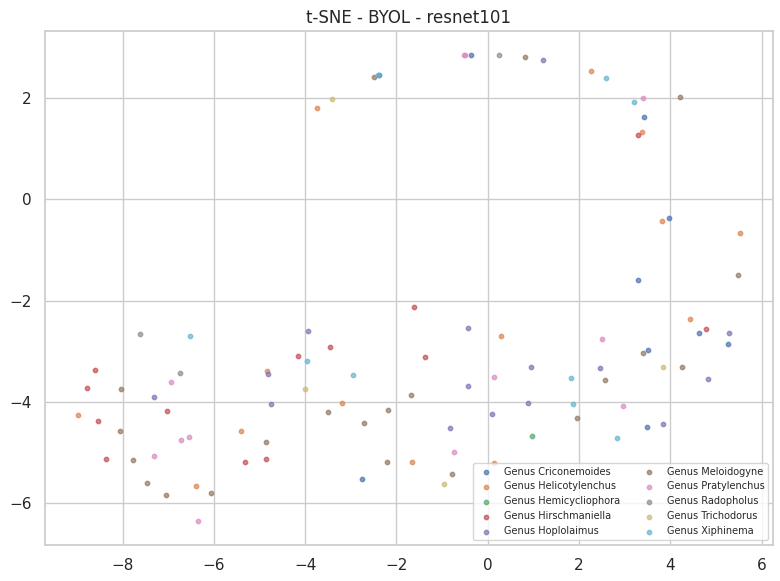 t-SNE - BYOL - resnet101
2
0
−2
−4
−6
−8
−6
−4
−2
0
2
4
6
Genus Criconemoides
Genus Helicotylenchus
Genus Hemicycliophora
Genus Hirschmaniella
Genus Hoplolaimus
Genus Meloidogyne
Genus Pratylenchus
Genus Radopholus
Genus Trichodorus
Genus Xiphinema